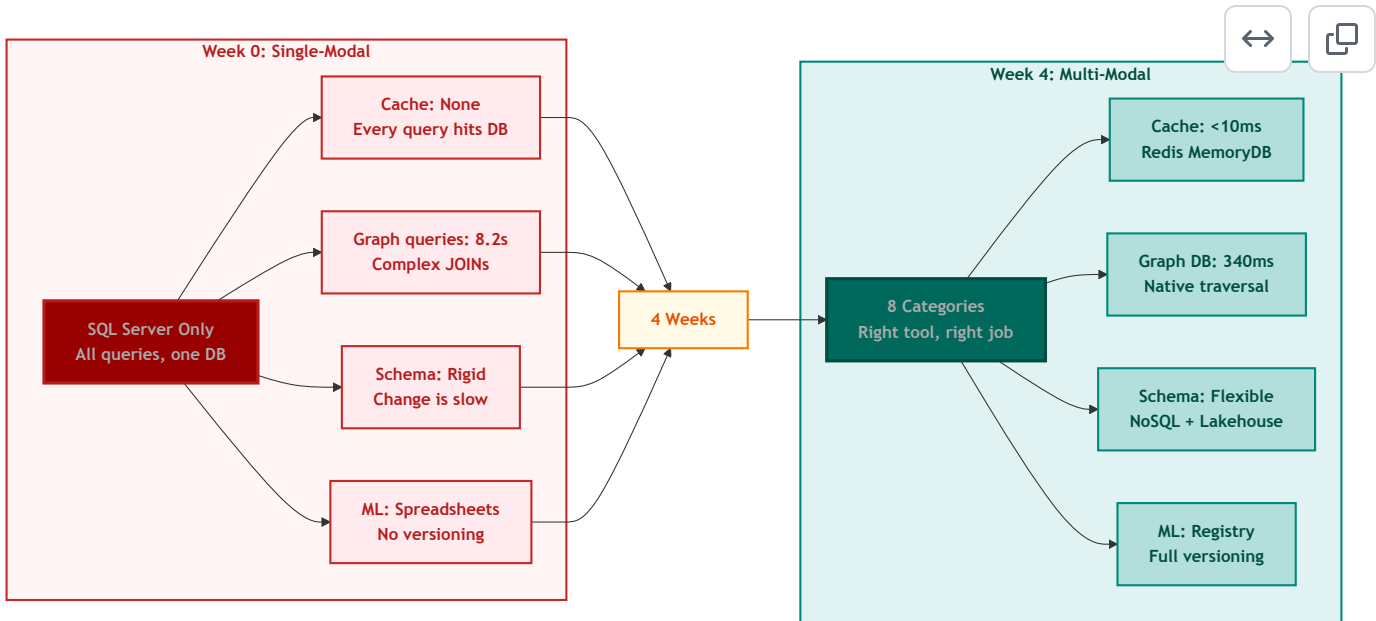 Week 0: Single-Modal
Cache: None
Every query hits DB
Graph queries: 8.2s
Complex JOINs
SQL Server Only
All queries, one DB
Schema: Rigid
Change is slow
ML: Spreadsheets
No versioning
4 Weeks
Week 4: Multi-Modal
Cache: <10ms
Redis MemoryDB
Graph DB: 340ms
Native traversal
8 Categories
Right tool, right job
Schema: Flexible
NoSQL + Lakehouse
ML: Registry
Full versioning